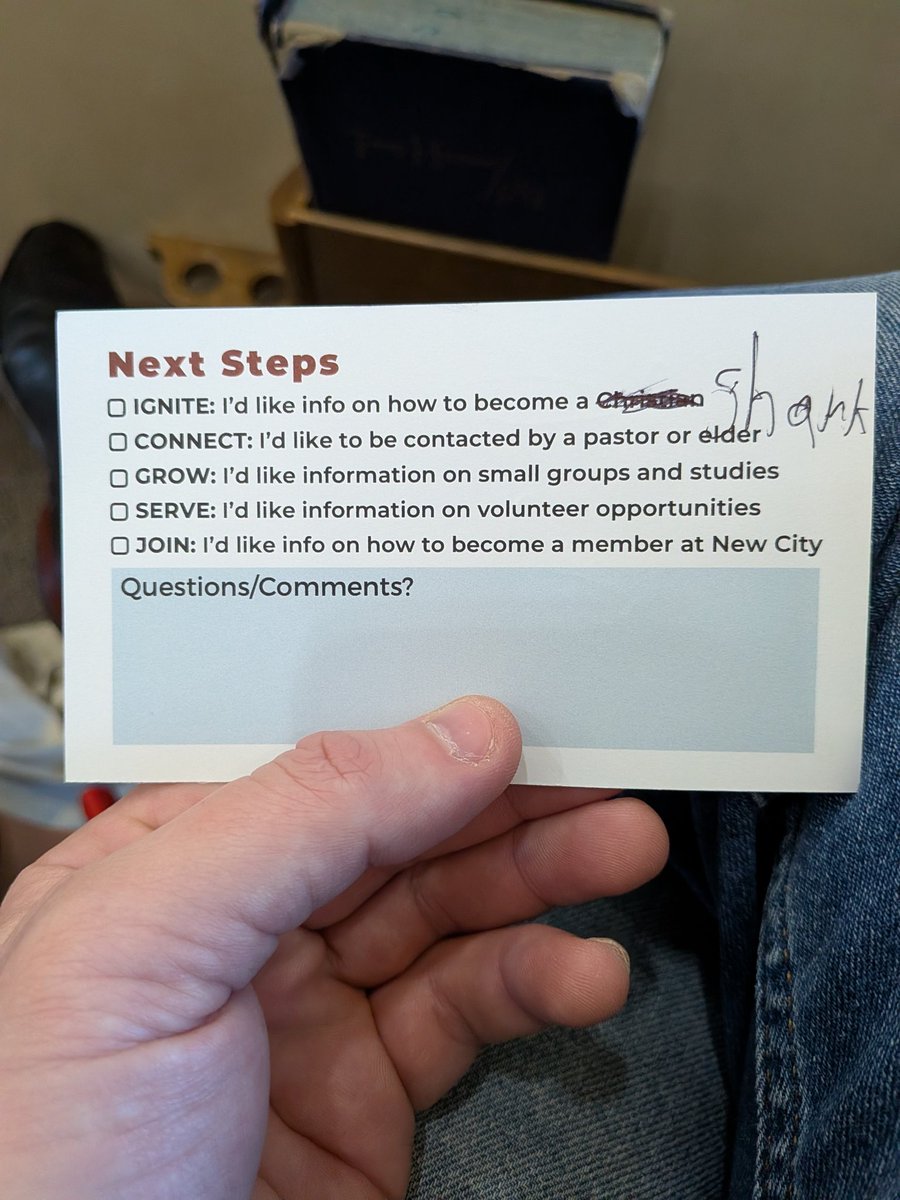 Next Steps
IGNITE: I'd like info on how to become a Christian shark
CONNECT: I'd like to be contacted by a pastor or elder
GROW: I'd like information on small groups and studies
SERVE: I'd like information on volunteer opportunities
JOIN: I'd like info on how to become a member at New City
Questions/Comments?